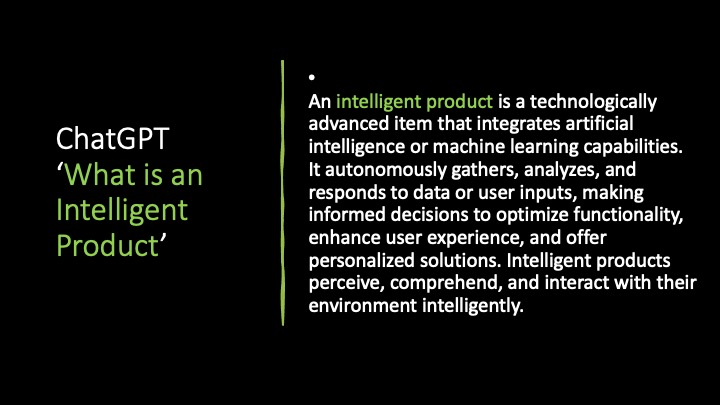 ChatGPT
‘What is an
Intelligent
Product’
•
An intelligent product is a technologically
advanced item that integrates artificial
intelligence or machine learning capabilities.
It autonomously gathers, analyzes, and
responds to data or user inputs, making
informed decisions to optimize functionality,
enhance user experience, and offer
personalized solutions. Intelligent products
perceive, comprehend, and interact with their
environment intelligently.